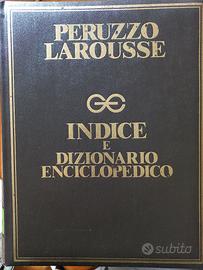 PERUZZO
LAROUSSE
INDICE
E
DIZIONARIO
ENCICLOPEDICO
subito